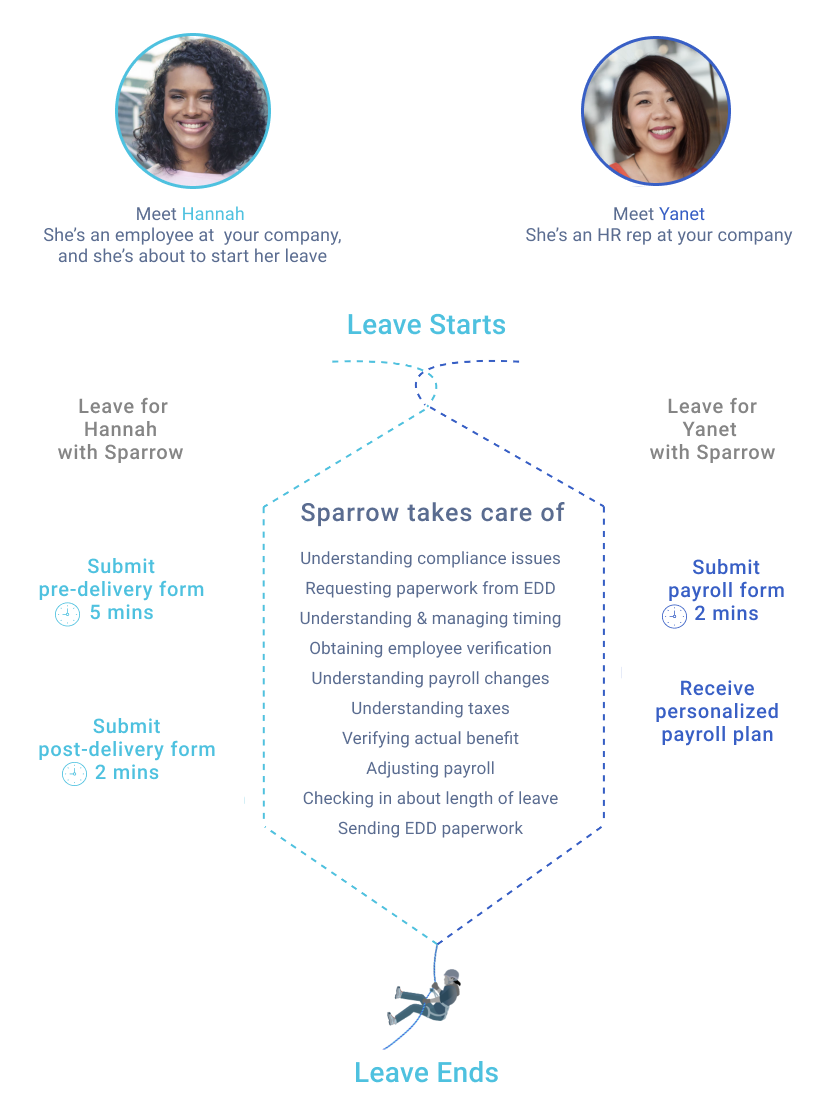 Meet Hannah
She's an employee at your company,
and she's about to start her leave
Meet Yanet
She's an HR rep at your company
Leave Starts
Leave for
Hannah
with Sparrow
Leave for
Yanet
with Sparrow
Sparrow takes care of
Understanding compliance issues
Requesting paperwork from EDD
Understanding & managing timing
Obtaining employee verification
Understanding payroll changes
Understanding taxes
Verifying actual benefit
Adjusting payroll
Checking in about length of leave
Sending EDD paperwork
Submit
pre-delivery form
5 mins
Submit
post-delivery form
2 mins
Submit
payroll form
2 mins
Receive
personalized
payroll plan
Leave Ends